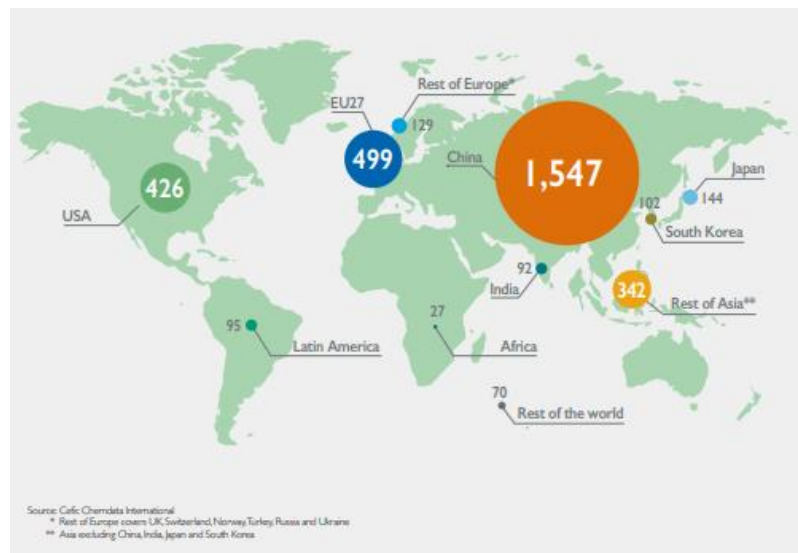 Rest of Europe*
EU27
129
499
China
1,547
426
USA
Japan
144
102
South Korea
92
India
342
Rest of Asia**
27
Africa
95
Latin America
70
Rest of the world
Source: Cefic Chemdata International
* Rest of Europe covers UK, Switzerland, Norway, Turkey, Russia and Ukraine
** Asia excluding China, India, Japan and South Korea